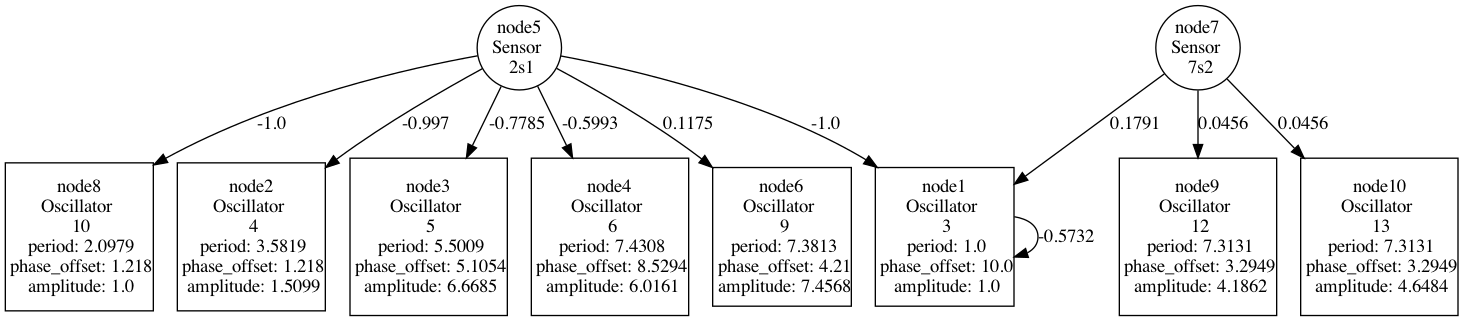 node5
Sensor
2s1
node7
Sensor
7s2
-1.0
-0.997
-0.7785
-0.5993
0.1175
-1.0
0.1791
0.0456
0.0456
node8
Oscillator
10
period: 2.0979
phase_offset: 1.218
amplitude: 1.0
node2
Oscillator
4
period: 3.5819
phase_offset: 1.218
amplitude: 1.5099
node3
Oscillator
5
period: 5.5009
phase_offset: 5.1054
amplitude: 6.6685
node4
Oscillator
6
period: 7.4308
phase_offset: 8.5294
amplitude: 6.0161
node6
Oscillator
9
period: 7.3813
phase_offset: 4.21
amplitude: 7.4568
node1
Oscillator
3
period: 1.0
phase_offset: 10.0
amplitude: 1.0
-0.5732
node9
Oscillator
12
period: 7.3131
phase_offset: 3.2949
amplitude: 4.1862
node10
Oscillator
13
period: 7.3131
phase_offset: 3.2949
amplitude: 4.6484